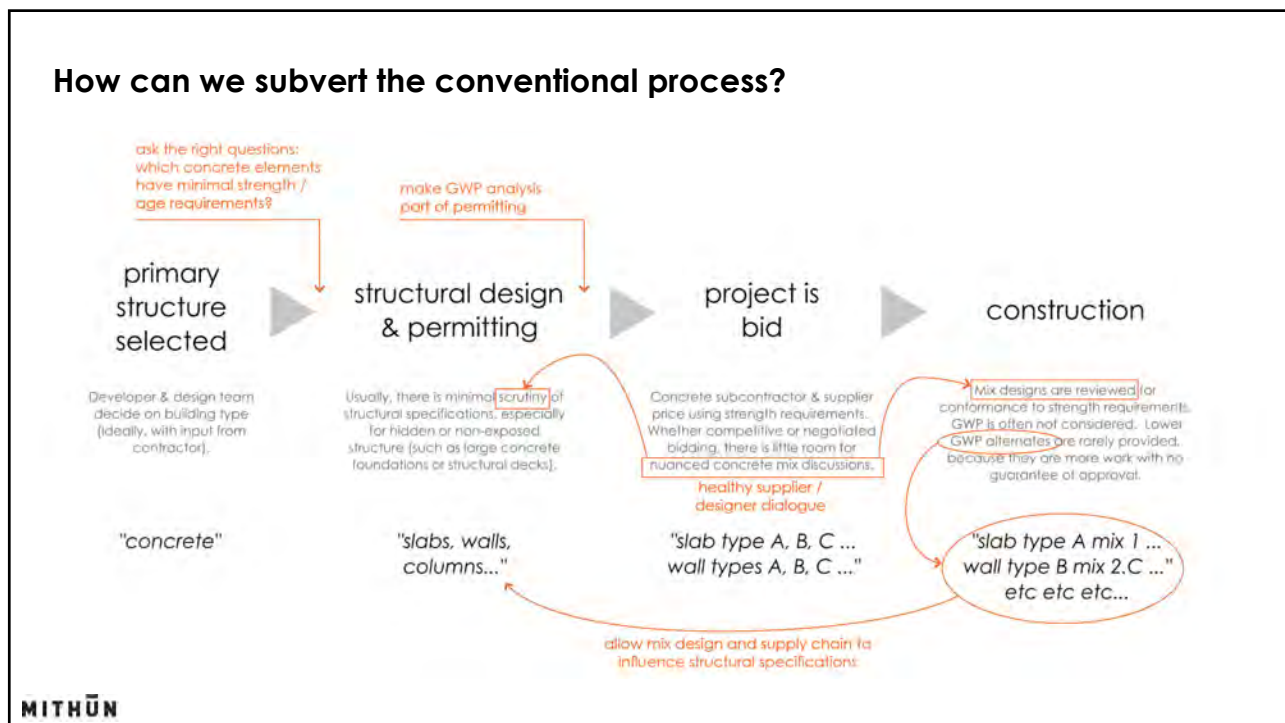 How can we subvert the conventional process?
ask the right questions:
which concrete elements
have minimal strength /
age requirements?
make GWP analysis
part of permitting
primary
structure
selected
structural design
& permitting
project is
bid
construction
Developer & design team
decide on building type
(ideally, with input from
contractor).
Usually, there is minimal scrutiny of
structural specifications, especially
for hidden or non-exposed
structure (such as large concrete
foundations or structural decks).
Concrete subcontractor & supplier
price using strength requirements.
Whether competitive or negotiated
bidding, there is little room for
nuanced concrete mix discussions.
healthy supplier /
designer dialogue
Mix designs are reviewed for
conformance to strength requirements.
GWP is often not considered. Lower
GWP alternates are rarely provided,
because they are more work with no
guarantee of approval.
"concrete"
"slabs, walls,
columns..."
"slab type A, B, C ...
wall types A, B, C ..."
"slab type A mix 1 ...
wall type B mix 2.C ..."
etc etc etc...
allow mix design and supply chain to
influence structural specifications
MITHŪN